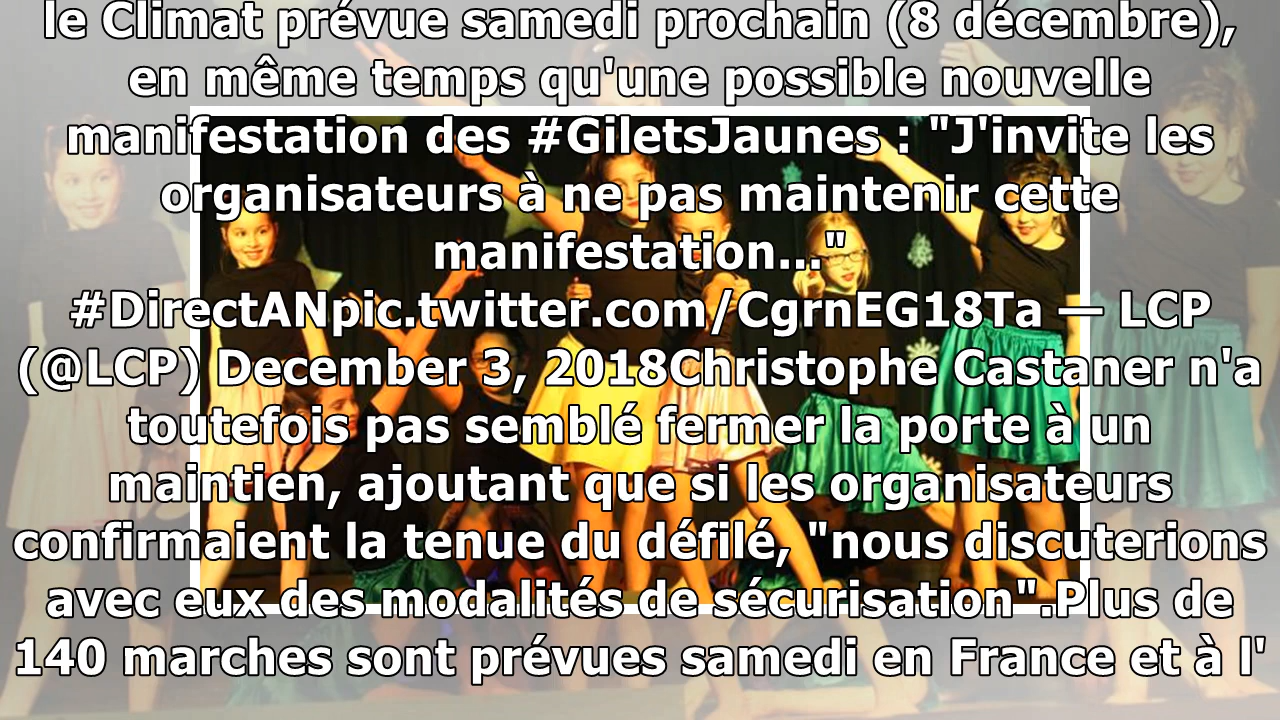 le Climat prévue samedi prochain (8 décembre),
en même temps qu'une possible nouvelle
manifestation des #GiletsJaunes : "J'invite les
organisateurs à ne pas maintenir cette
manifestation..."
#DirectANpic.twitter.com/CgrnEG18Ta — LCP
(@LCP) December 3, 2018Christophe Castaner n'a
toutefois pas semblé fermer la porte à un
maintien, ajoutant que si les organisateurs
confirmaient la tenue du défilé, "nous discuterions
avec eux des modalités de sécurisation".Plus de
140 marches sont prévues samedi en France et à l'